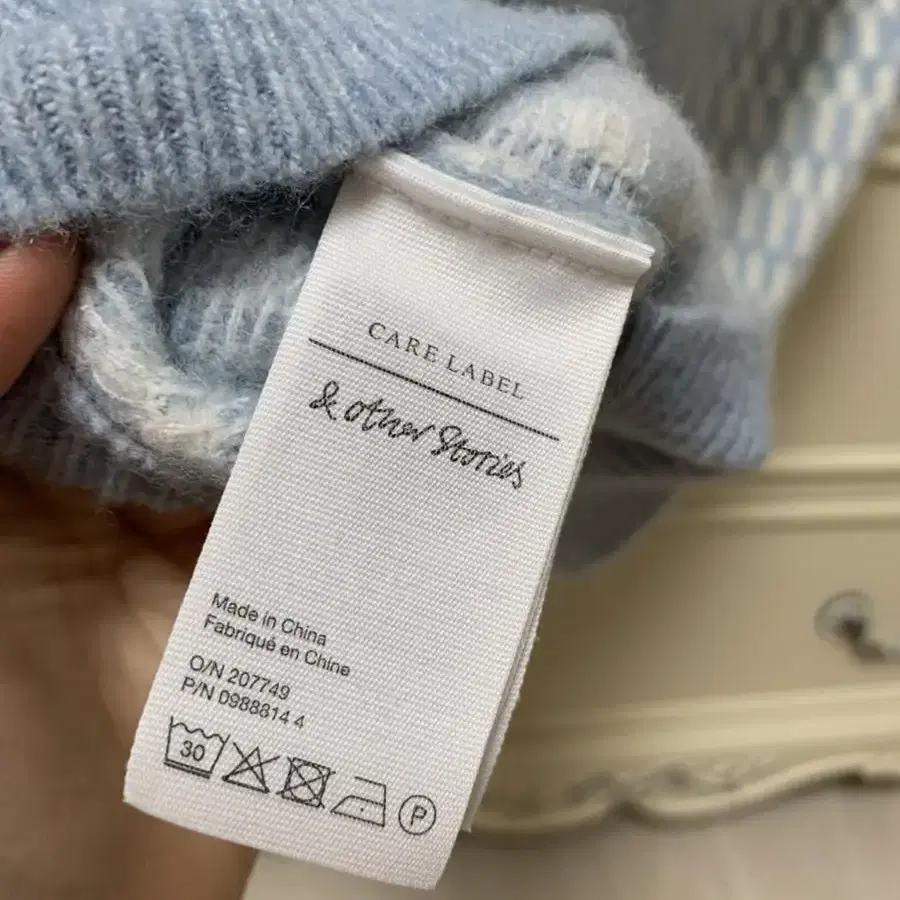 CARE LABEL
& other Stories
Made in China
Fabriqué en Chine
O/N 207749
P/N 0988814 4
30
P